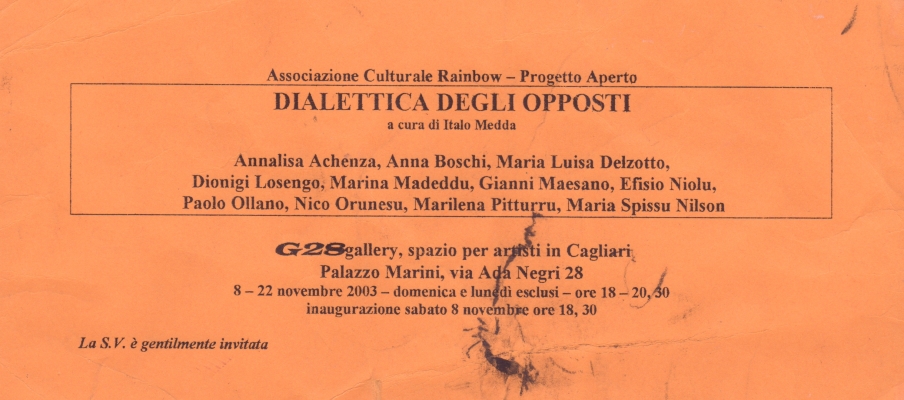 Associazione Culturale Rainbow – Progetto Aperto
DIALETTICA DEGLI OPPOSTI
a cura di Italo Medda
Annalisa Achenza, Anna Boschi, Maria Luisa Delzotto,
Dionigi Losengo, Marina Madeddu, Gianni Maesano, Efisio Niolu,
Paolo Ollano, Nico Orunesu, Marilena Pitturru, Maria Spissu Nilson
G28gallery, spazio per artisti in Cagliari
Palazzo Marini, via Ada Negri 28
8 – 22 novembre 2003 – domenica e lunedì esclusi – ore 18 – 20, 30
inaugurazione sabato 8 novembre ore 18, 30
La S.V. è gentilmente invitata